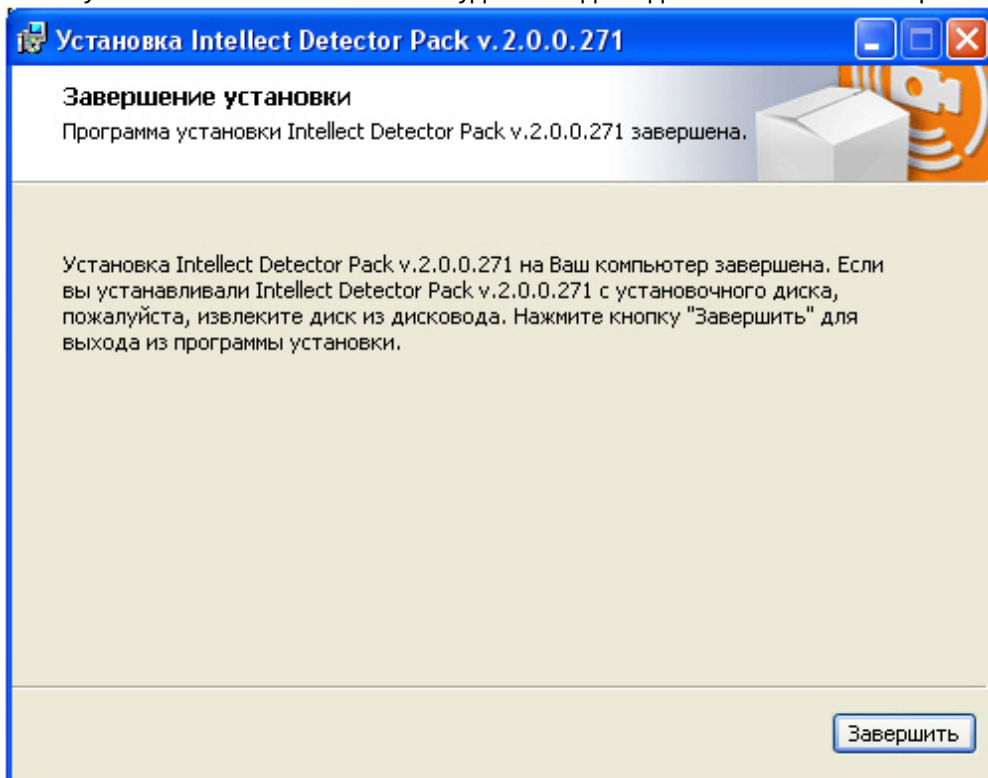 Установка Intellect Detector Pack v.2.0.0.271
Завершение установки
Программа установки Intellect Detector Pack v.2.0.0.271 завершена.
Установка Intellect Detector Pack v.2.0.0.271 на Ваш компьютер завершена. Если
вы устанавливали Intellect Detector Pack v.2.0.0.271 с установочного диска,
пожалуйста, извлеките диск из дисковода. Нажмите кнопку "Завершить" для
выхода из программы установки.
Завершить